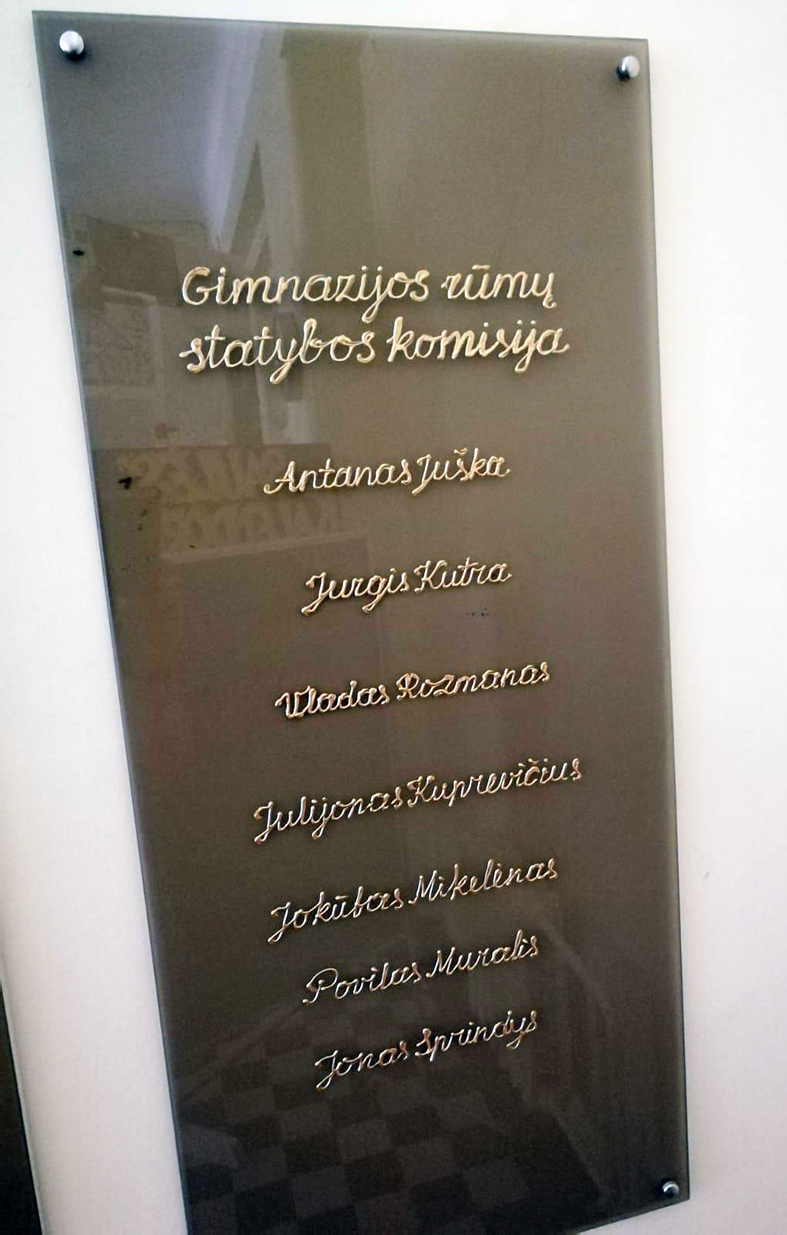 Gimnazijos rūmų
statybos komisija
Antanas Juška
Jurgis Kutra
Vladas Rozmanas
Julijonas Kuprevičius
Jokūbas Mikelėnas
Povilas Muralis
Jonas Sprindys